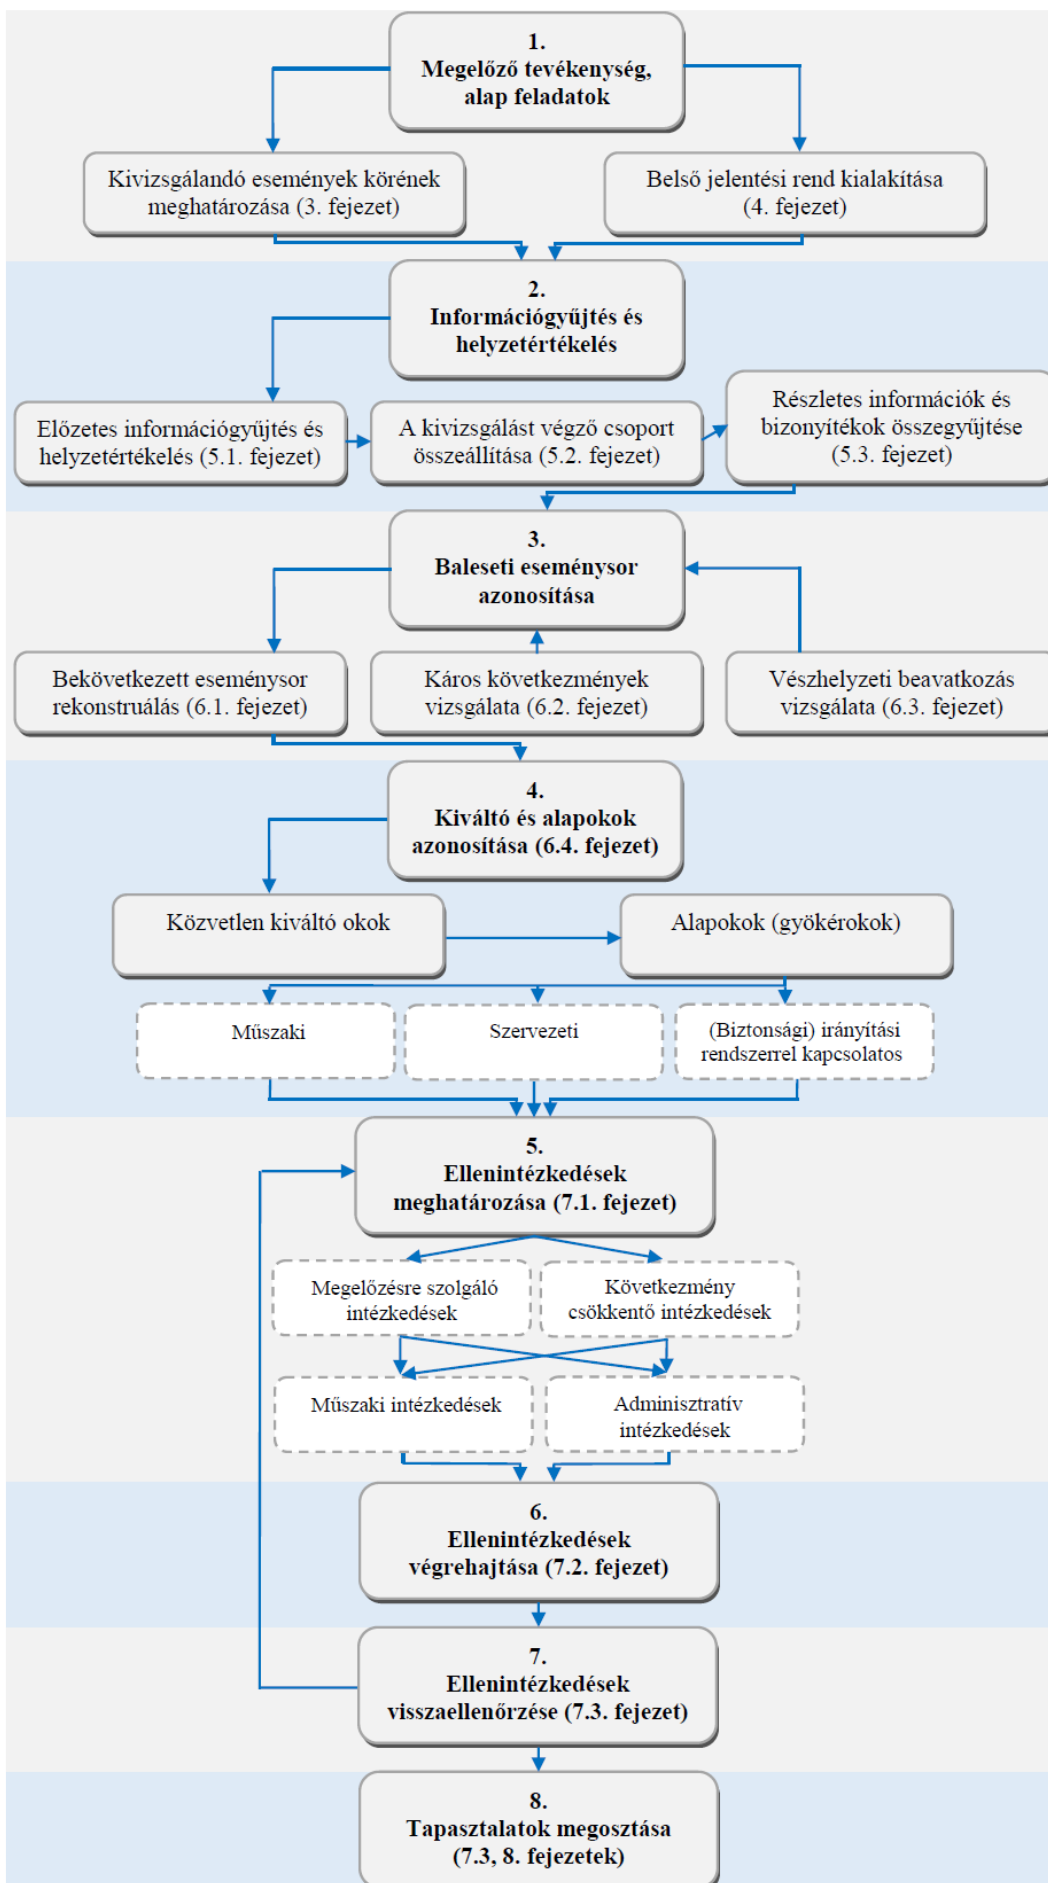 1.
Megelőző tevékenység,
alap feladatok
Kivizsgálandó események körének
meghatározása (3. fejezet)
Belső jelentési rend kialakítása
(4. fejezet)
2.
Információgyűjtés és
helyzetértékelés
Előzetes információgyűjtés és
helyzetértékelés (5.1. fejezet)
A kivizsgálást végző csoport
összeállítása (5.2. fejezet)
Részletes információk és
bizonyítékok összegyűjtése
(5.3. fejezet)
3.
Baleseti eseménysor
azonosítása
Bekövetkezett eseménysor
rekonstruálás (6.1. fejezet)
Káros következmények
vizsgálata (6.2. fejezet)
Vészhelyzeti beavatkozás
vizsgálata (6.3. fejezet)
4.
Kiváltó és alapokok
azonosítása (6.4. fejezet)
Közvetlen kiváltó okok
Alapokok (gyökérokok)
Műszaki
Szervezeti
(Biztonsági) irányítási
rendszerrel kapcsolatos
5.
Ellenintézkedések
meghatározása (7.1. fejezet)
Megelőzésre szolgáló
intézkedések
Következmény
csökkentő intézkedések
Műszaki intézkedések
Adminisztratív
intézkedések
6.
Ellenintézkedések
végrehajtása (7.2. fejezet)
7.
Ellenintézkedések
visszaellenőrzése (7.3. fejezet)
8.
Tapasztalatok megosztása
(7.3, 8. fejezetek)